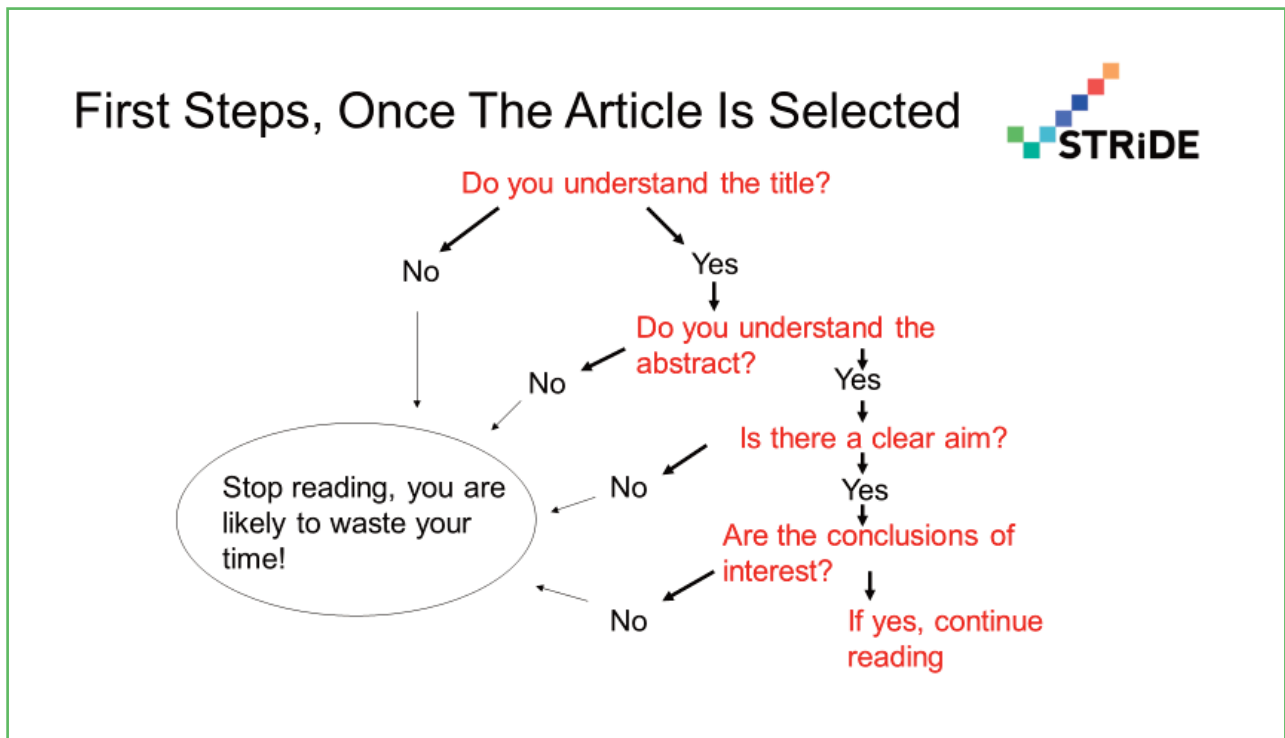 First Steps, Once The Article Is Selected
STRiDE
Do you understand the title?
No
Yes
Do you understand the
abstract?
No
Yes
Is there a clear aim?
No
Yes
Stop reading, you are
likely to waste your
time!
Are the conclusions of
interest?
No
If yes, continue
reading